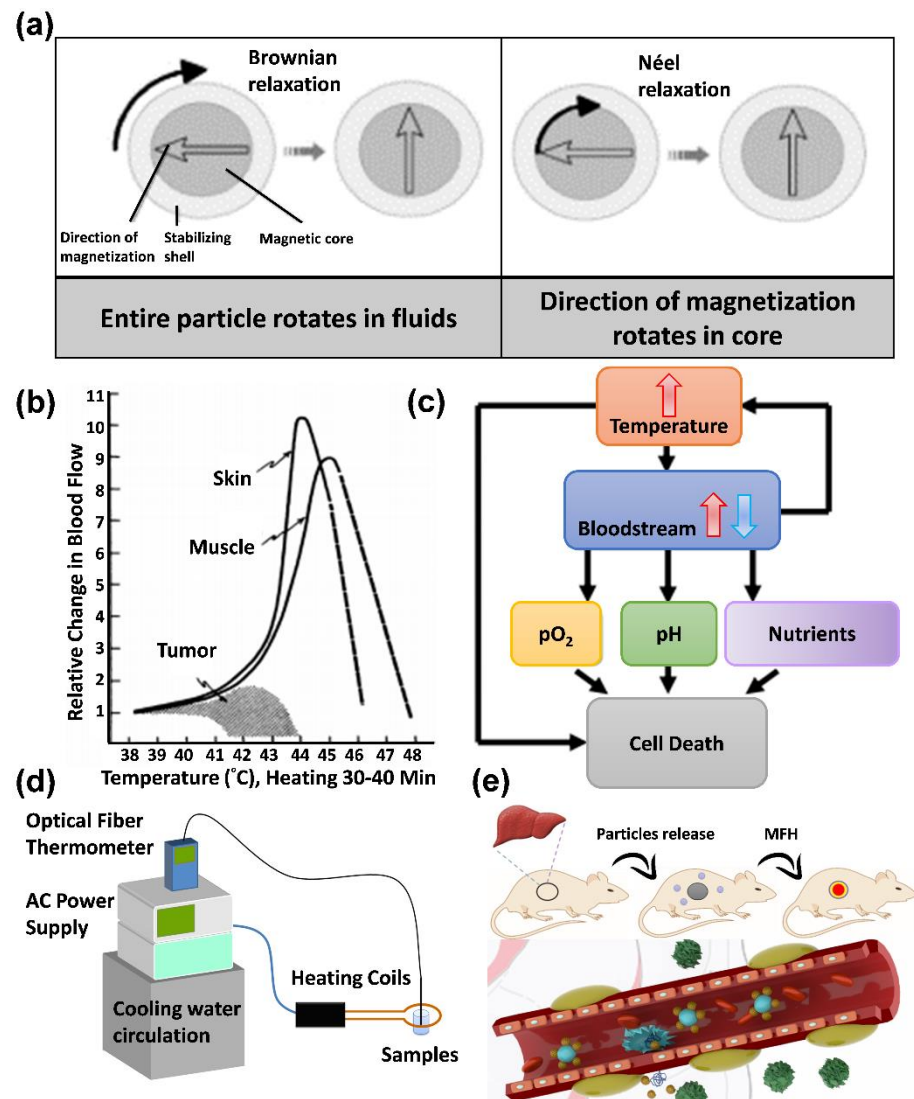 (a)
Brownian
relaxation
Néel
relaxation
Direction of
magnetization
Stabilizing
shell
Magnetic core
Entire particle rotates in fluids
Direction of magnetization
rotates in core
(b)
11
10
9
8
7
6
5
4
3
2
1
Relative Change in Blood Flow
Skin
Muscle
Tumor
38 39 40 41 42 43 44 45 46 47 48
Temperature (°C), Heating 30-40 Min
(c)
Temperature
Bloodstream
pO₂
pH
Nutrients
Cell Death
(d)
Optical Fiber
Thermometer
AC Power
Supply
Cooling water
circulation
Heating Coils
Samples
(e)
Particles release
MFH